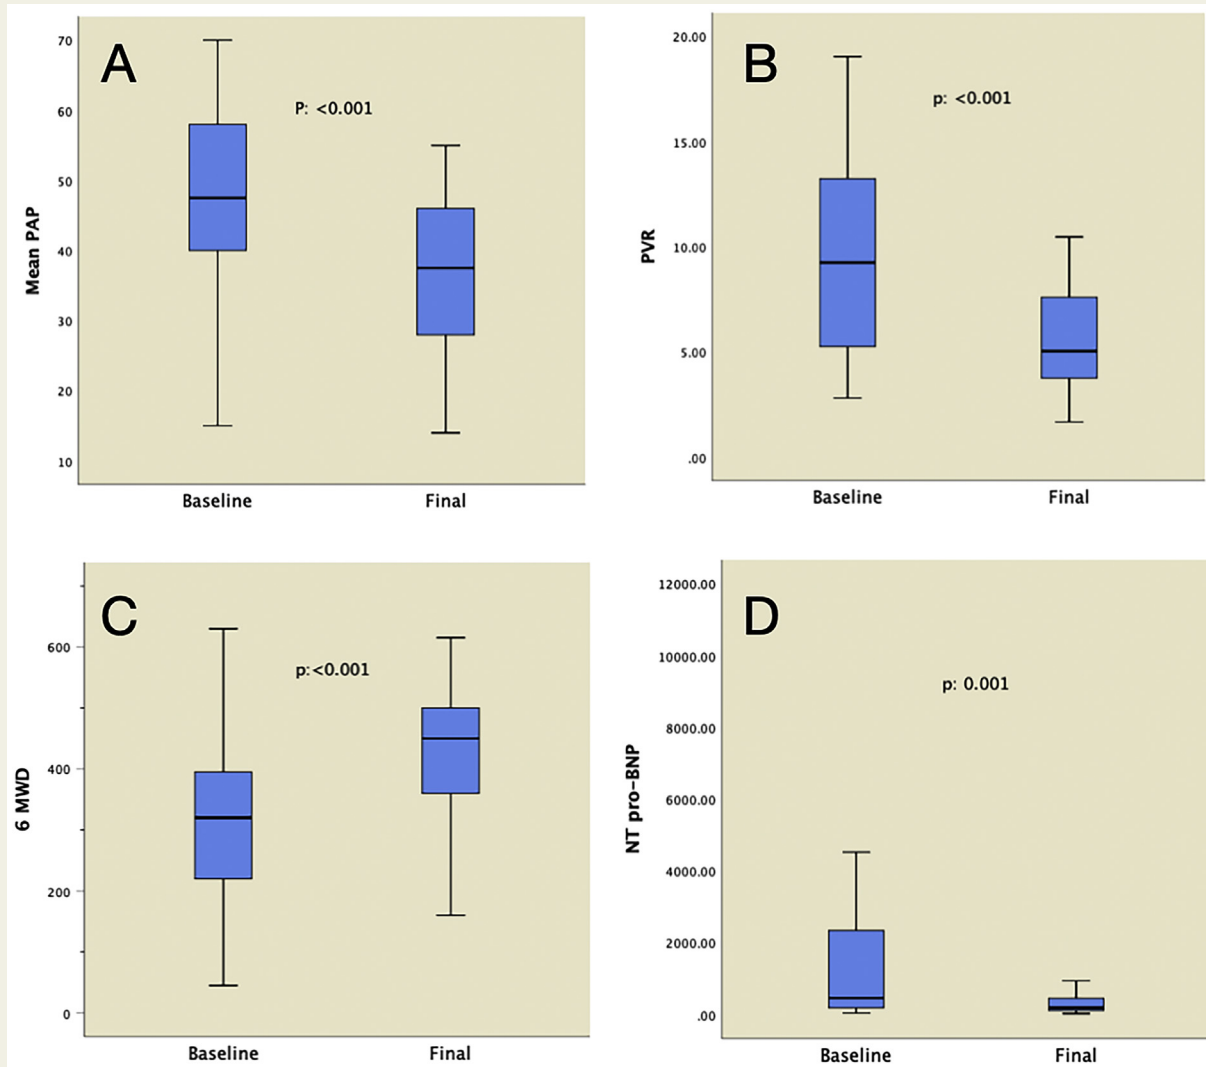 A
P: <0.001
Mean PAP
70
60
50
40
30
20
10
Baseline
Final
B
p: <0.001
PVR
20.00
15.00
10.00
5.00
.00
Baseline
Final
C
p:<0.001
6 MWD
600
400
200
0
Baseline
Final
D
p: 0.001
NT pro-BNP
12000.00
10000.00
8000.00
6000.00
4000.00
2000.00
.00
Baseline
Final